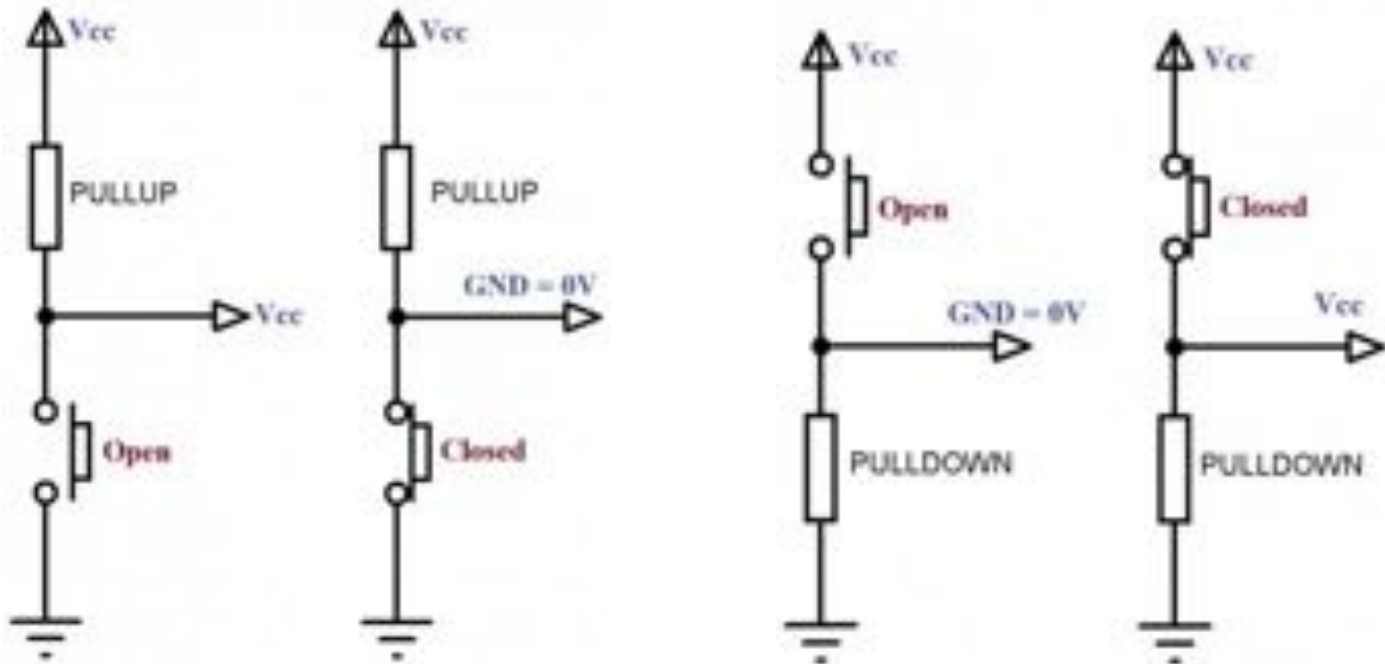 Vcc
PULLUP
Vcc
Open
Vcc
PULLUP
GND = 0V
Closed
Vcc
Open
GND = 0V
PULLDOWN
Vcc
Closed
Vcc
PULLDOWN